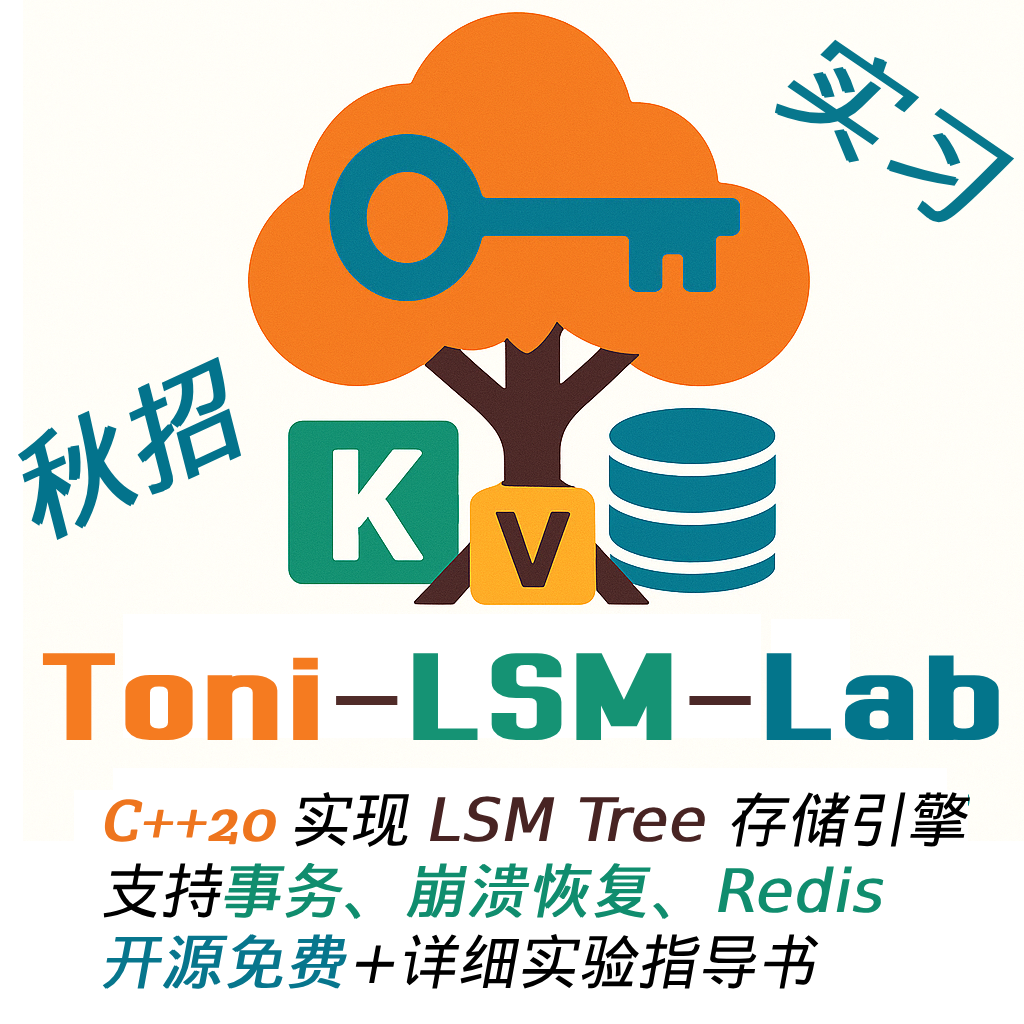 实习
秋招
K
V
Toni-LSM-Lab
C++20 实现 LSM Tree 存储引擎
支持事务、崩溃恢复、Redis
开源免费+详细实验指导书